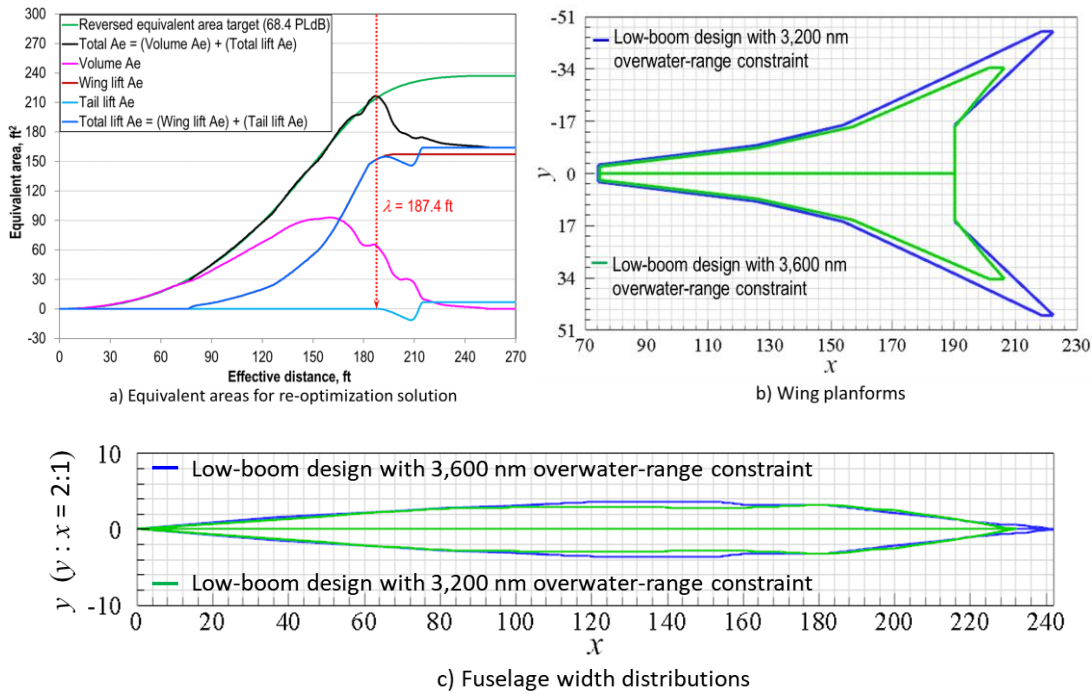 300
270
240
210
180
150
120
90
60
30
0
-30
Equivalent area, ft²
Reversed equivalent area target (68.4 PLdB)
Total Ae = (Volume Ae) + (Total lift Ae)
Volume Ae
Wing lift Ae
Tail lift Ae
Total lift Ae = (Wing lift Ae) + (Tail lift Ae)
λ = 187.4 ft
0 30 60 90 120 150 180 210 240 270
Effective distance, ft
a) Equivalent areas for re-optimization solution
-51
-34
-17
0
17
34
51
y
Low-boom design with 3,200 nm
overwater-range constraint
Low-boom design with 3,600 nm
overwater-range constraint
70 90 110 130 150 170 190 210 230
x
b) Wing planforms
10
0
-10
y (y : x = 2:1)
Low-boom design with 3,600 nm overwater-range constraint
Low-boom design with 3,200 nm overwater-range constraint
0 20 40 60 80 100 120 140 160 180 200 220 240
x
c) Fuselage width distributions